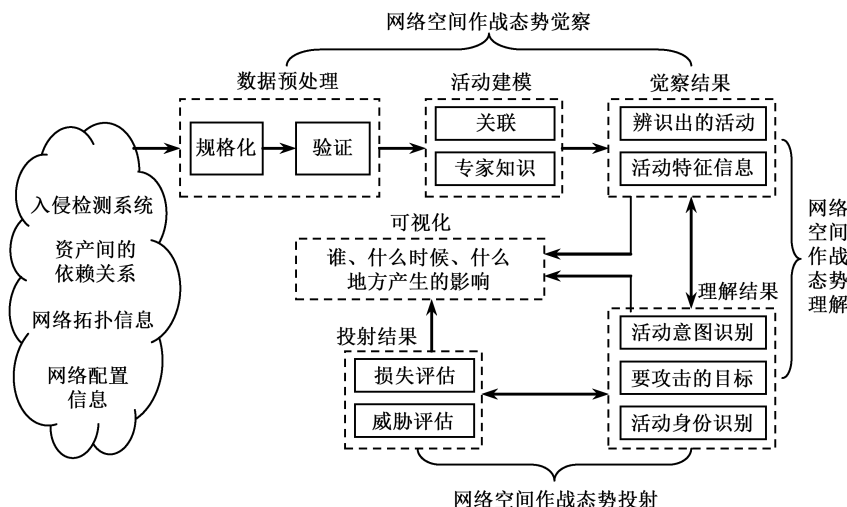 网络空间作战态势觉察
数据预处理
活动建模
觉察结果
规格化
验证
关联
专家知识
辨识出的活动
活动特征信息
入侵检测系统
资产间的
依赖关系
网络拓扑信息
网络配置
信息
可视化
谁、什么时候、什么
地方产生的影响
网络
空间
作战
态势
理解
理解结果
活动意图识别
要攻击的目标
活动身份识别
投射结果
损失评估
威胁评估
网络空间作战态势投射